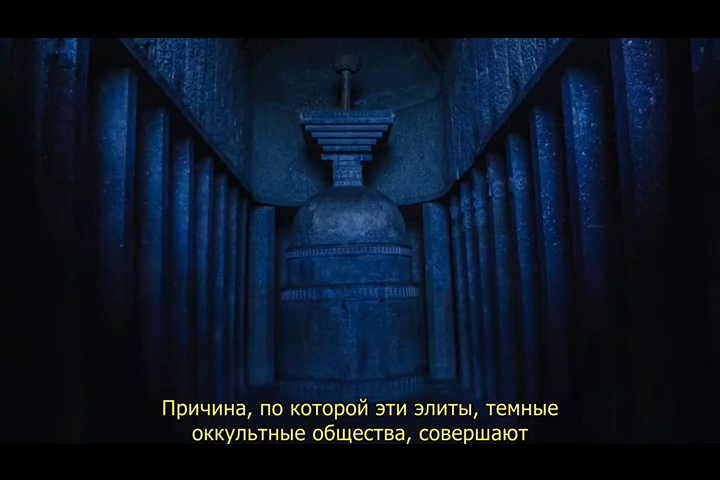 Причина, по которой эти элиты, темные
оккультные общества, совершают